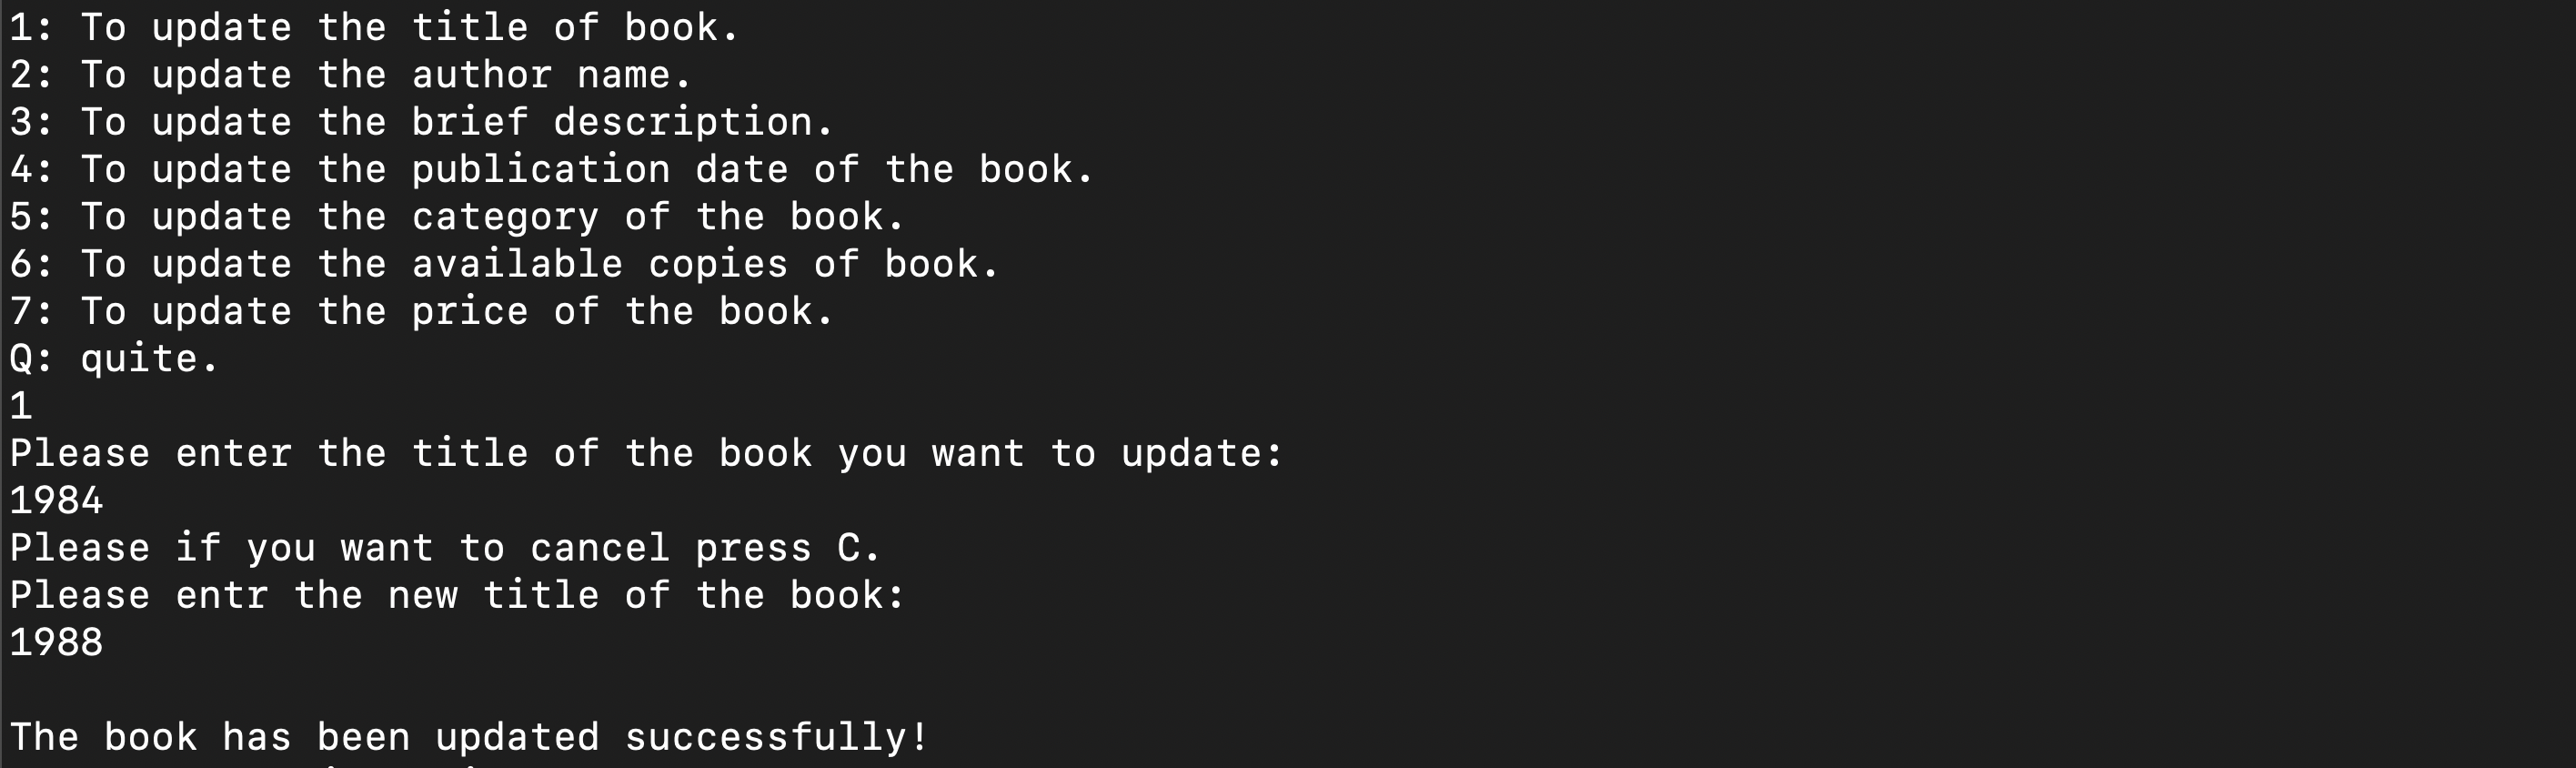 1: To update the title of book.
2: To update the author name.
3: To update the brief description.
4: To update the publication date of the book.
5: To update the category of the book.
6: To update the available copies of book.
7: To update the price of the book.
Q: quite.
1
Please enter the title of the book you want to update:
1984
Please if you want to cancel press C.
Please entr the new title of the book:
1988
The book has been updated successfully!